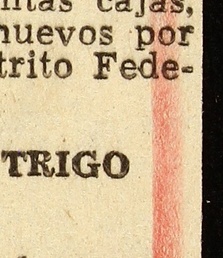 cajas,
nuevos por
trito Fede-
TRIGO